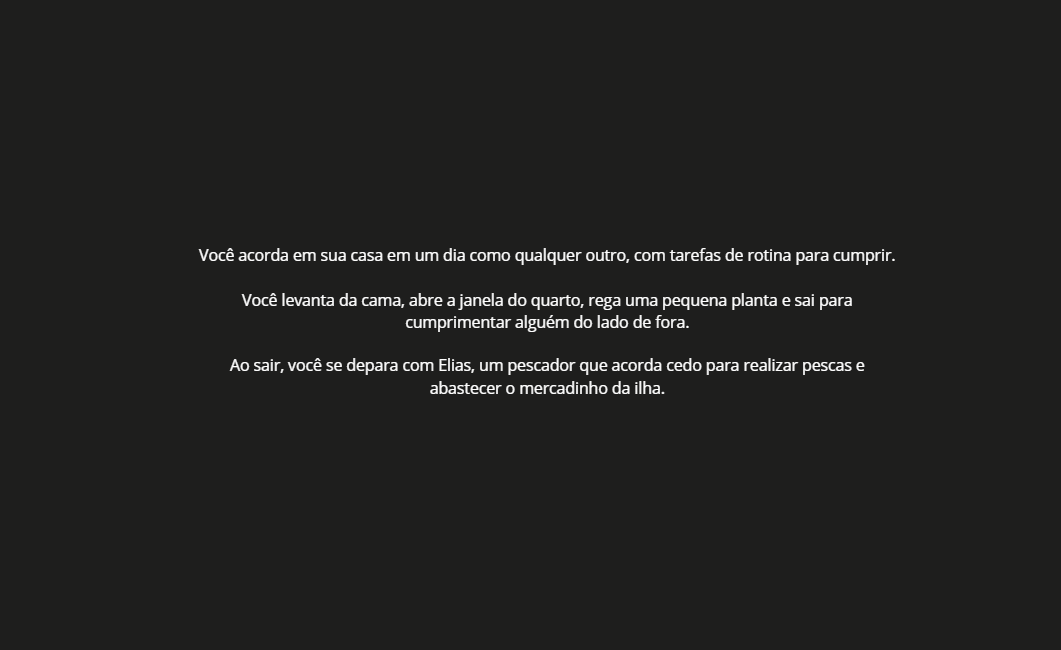 Você acorda em sua casa em um dia como qualquer outro, com tarefas de rotina para cumprir.
Você levanta da cama, abre a janela do quarto, rega uma pequena planta e sai para
cumprimentar alguém do lado de fora.
Ao sair, você se depara com Elias, um pescador que acorda cedo para realizar pescas e
abastecer o mercadinho da ilha.